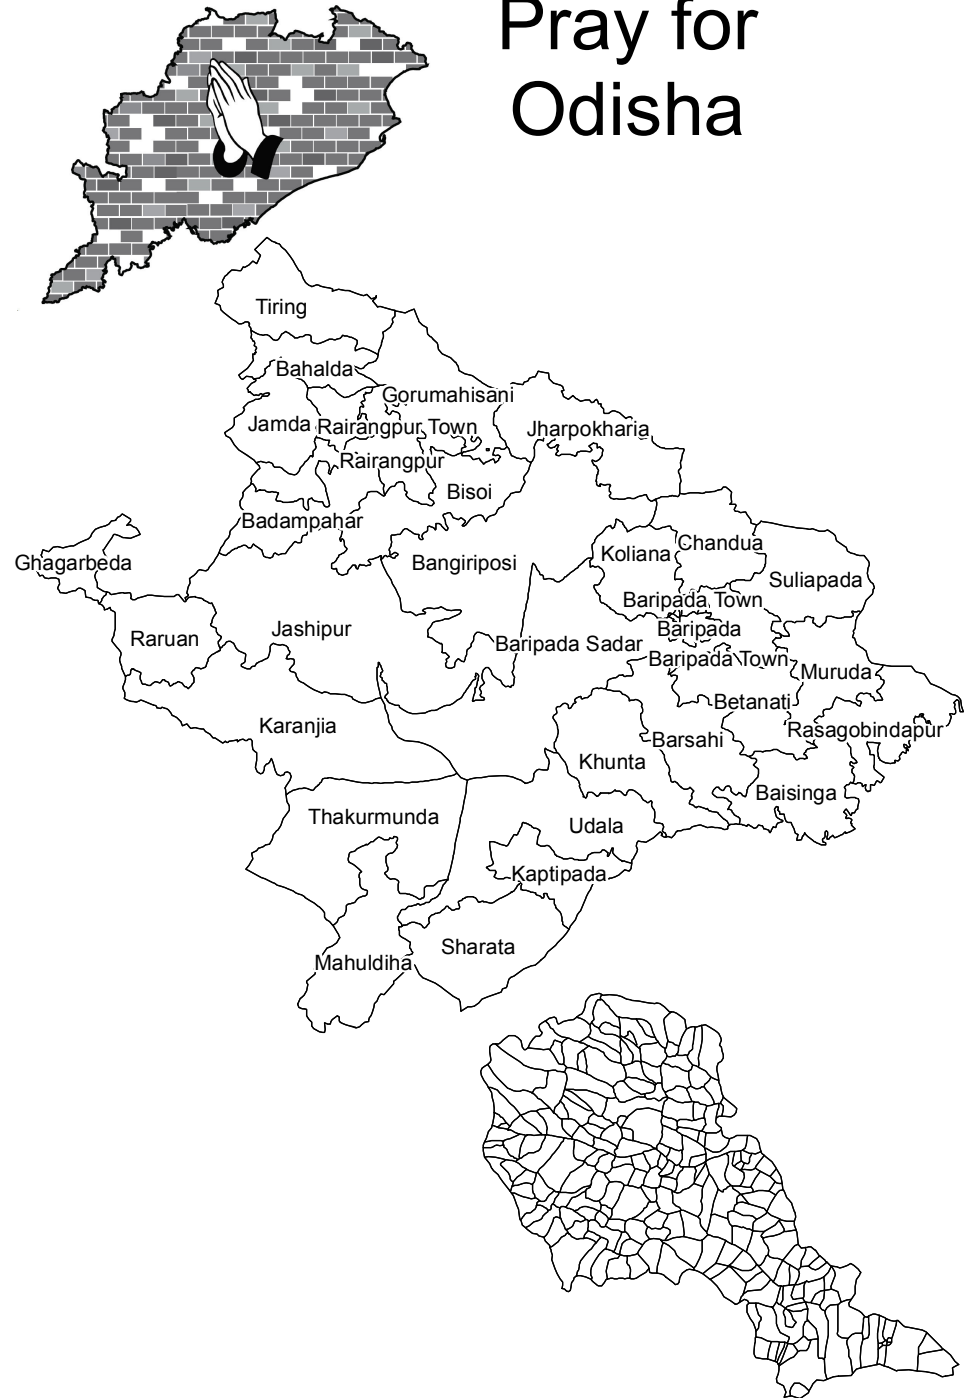 Pray for
Odisha
Tiring
Bahalda
Gorumahisani
Jamda
Rairangpur Town
Jharpokharia
Rairangpur
Bisoi
Badampahar
Chandua
Koliana
Ghagarbeda
Bangiriposi
Suliapada
Baripada Town
Jashipur
Baripada
Raruan
Baripada Sadar
Baripada Town
Muruda
Betanati
Karanjia
Rasagobindapur
Barsahi
Khunta
Baisinga
Thakurmunda
Udala
Kaptipada
Sharata
Mahuldiha